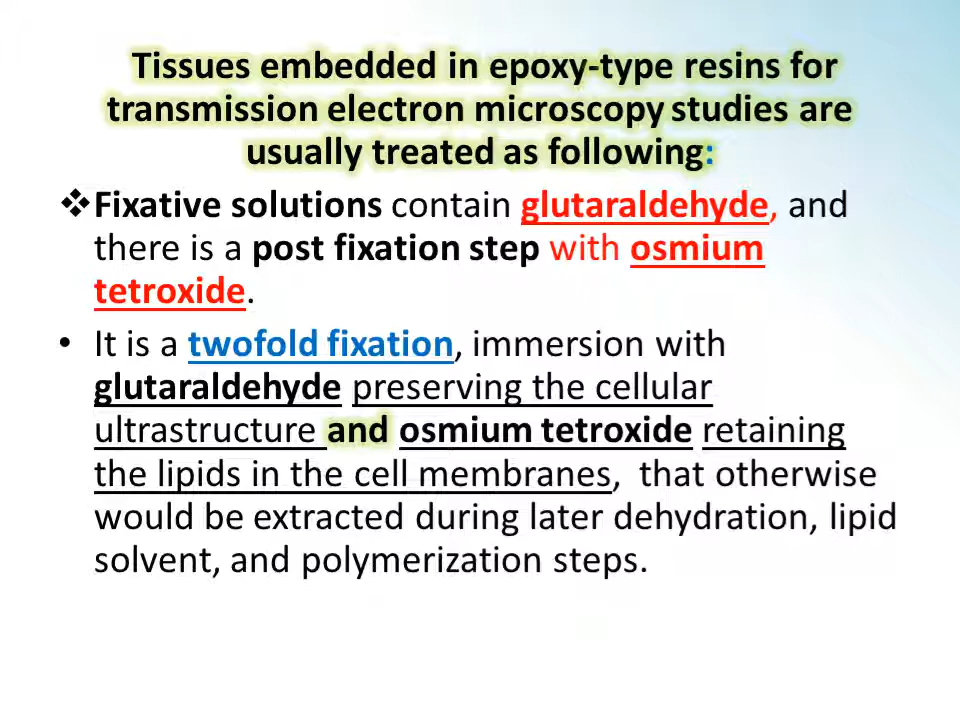 Tissues embedded in epoxy-type resins for
transmission electron microscopy studies are
usually treated as following:
❖Fixative solutions contain glutaraldehyde, and
there is a post fixation step with osmium
tetroxide.
• It is a twofold fixation, immersion with
glutaraldehyde preserving the cellular
ultrastructure and osmium tetroxide retaining
the lipids in the cell membranes, that otherwise
would be extracted during later dehydration, lipid
solvent, and polymerization steps.